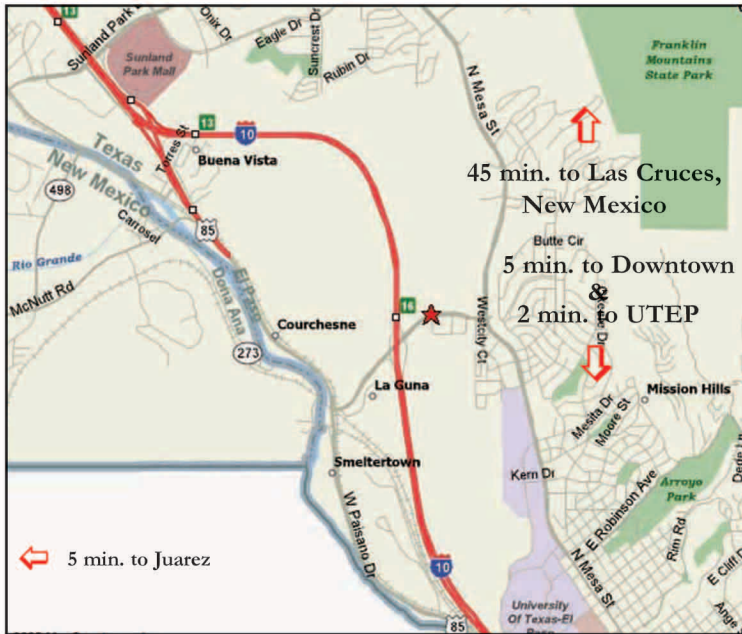 13
Sunland Park
Onix Dr
Eagle Dr
Suncrest Dr
Rubin Dr
N Mesa St
Franklin
Mountains
State Park
Sunland
Park Mall
13
10
Torres St
Buena Vista
Texas
New Mexico
498
Carrosel
85
Rio Grande
McNutt Rd
El Paso
Dona Ana
45 min. to Las Cruces,
New Mexico
Butte Cir
5 min. to Downtown
&
2 min. to UTEP
16
Westcity Ct
Courchesne
273
La Guna
Mesita Dr
Moore St
Mission Hills
Smeltertown
Kern Dr
E Robinson Ave
Arroyo
Park
Rim Rd
W Paisano Dr
5 min. to Juarez
10
N Mesa St
E Cliff D
University
Of Texas-El
85
Ange